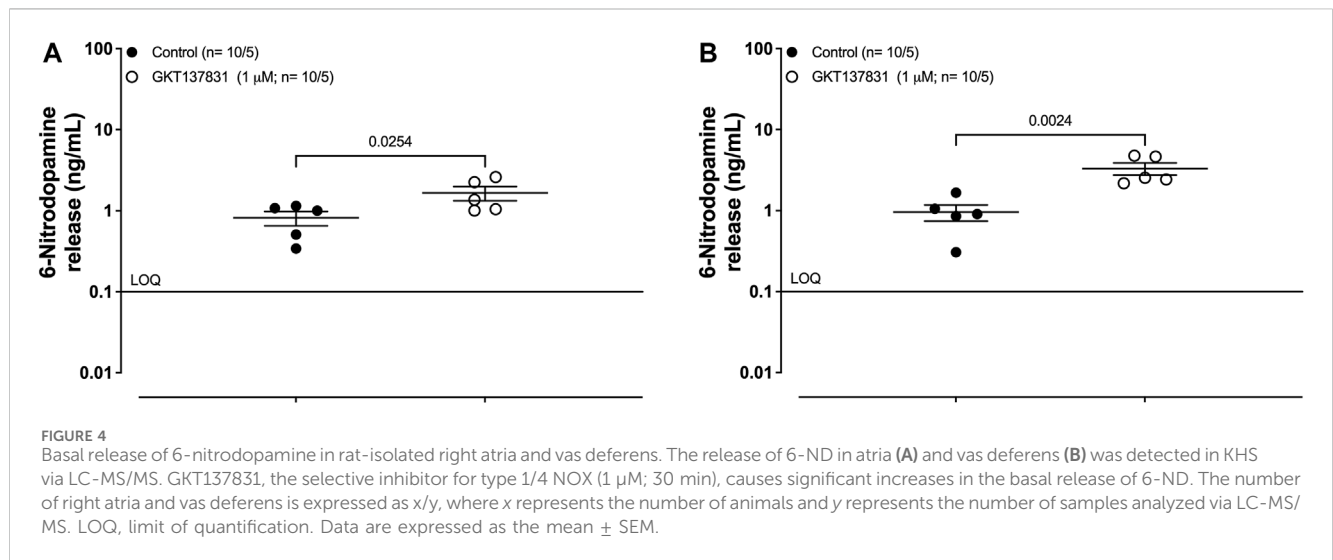 A
100
10
1
0.1
0.01
6-Nitrodopamine
release (ng/mL)
● Control (n= 10/5)
○ GKT137831 (1 μM; n= 10/5)
0.0254
LOQ
B
100
10
1
0.1
0.01
6-Nitrodopamine
release (ng/mL)
● Control (n= 10/5)
○ GKT137831 (1 μM; n= 10/5)
0.0024
LOQ
FIGURE 4
Basal release of 6-nitrodopamine in rat-isolated right atria and vas deferens. The release of 6-ND in atria (A) and vas deferens (B) was detected in KHS
via LC-MS/MS. GKT137831, the selective inhibitor for type 1/4 NOX (1 μM; 30 min), causes significant increases in the basal release of 6-ND. The number
of right atria and vas deferens is expressed as x/y, where x represents the number of animals and y represents the number of samples analyzed via LC-MS/
MS. LOQ, limit of quantification. Data are expressed as the mean ± SEM.